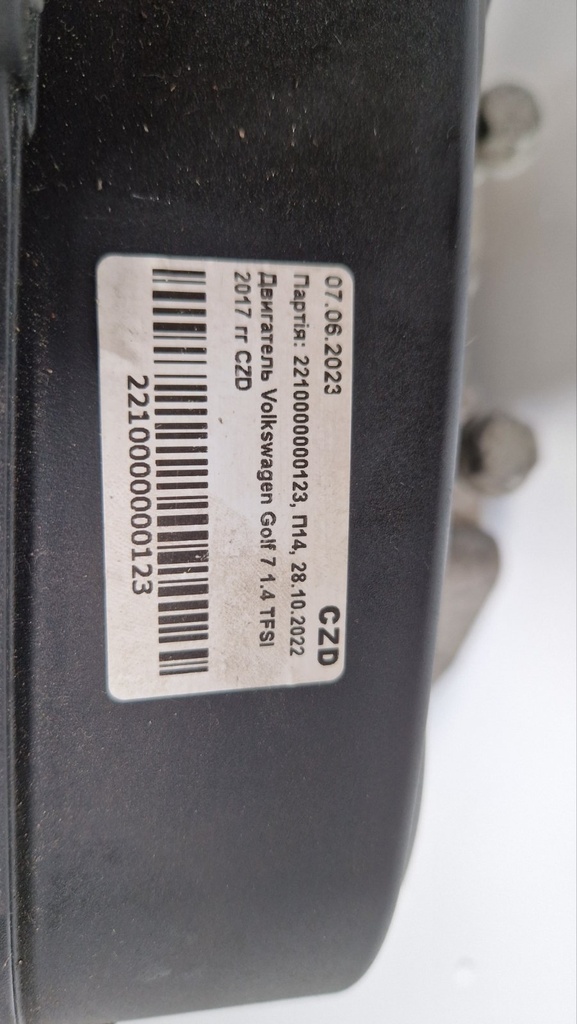 07.06.2023 CZD
Партія: 2210000000123, П14, 28.10.2022
Двигатель Volkswagen Golf 7 1.4 TFSI
2017 гг CZD
2210000000123